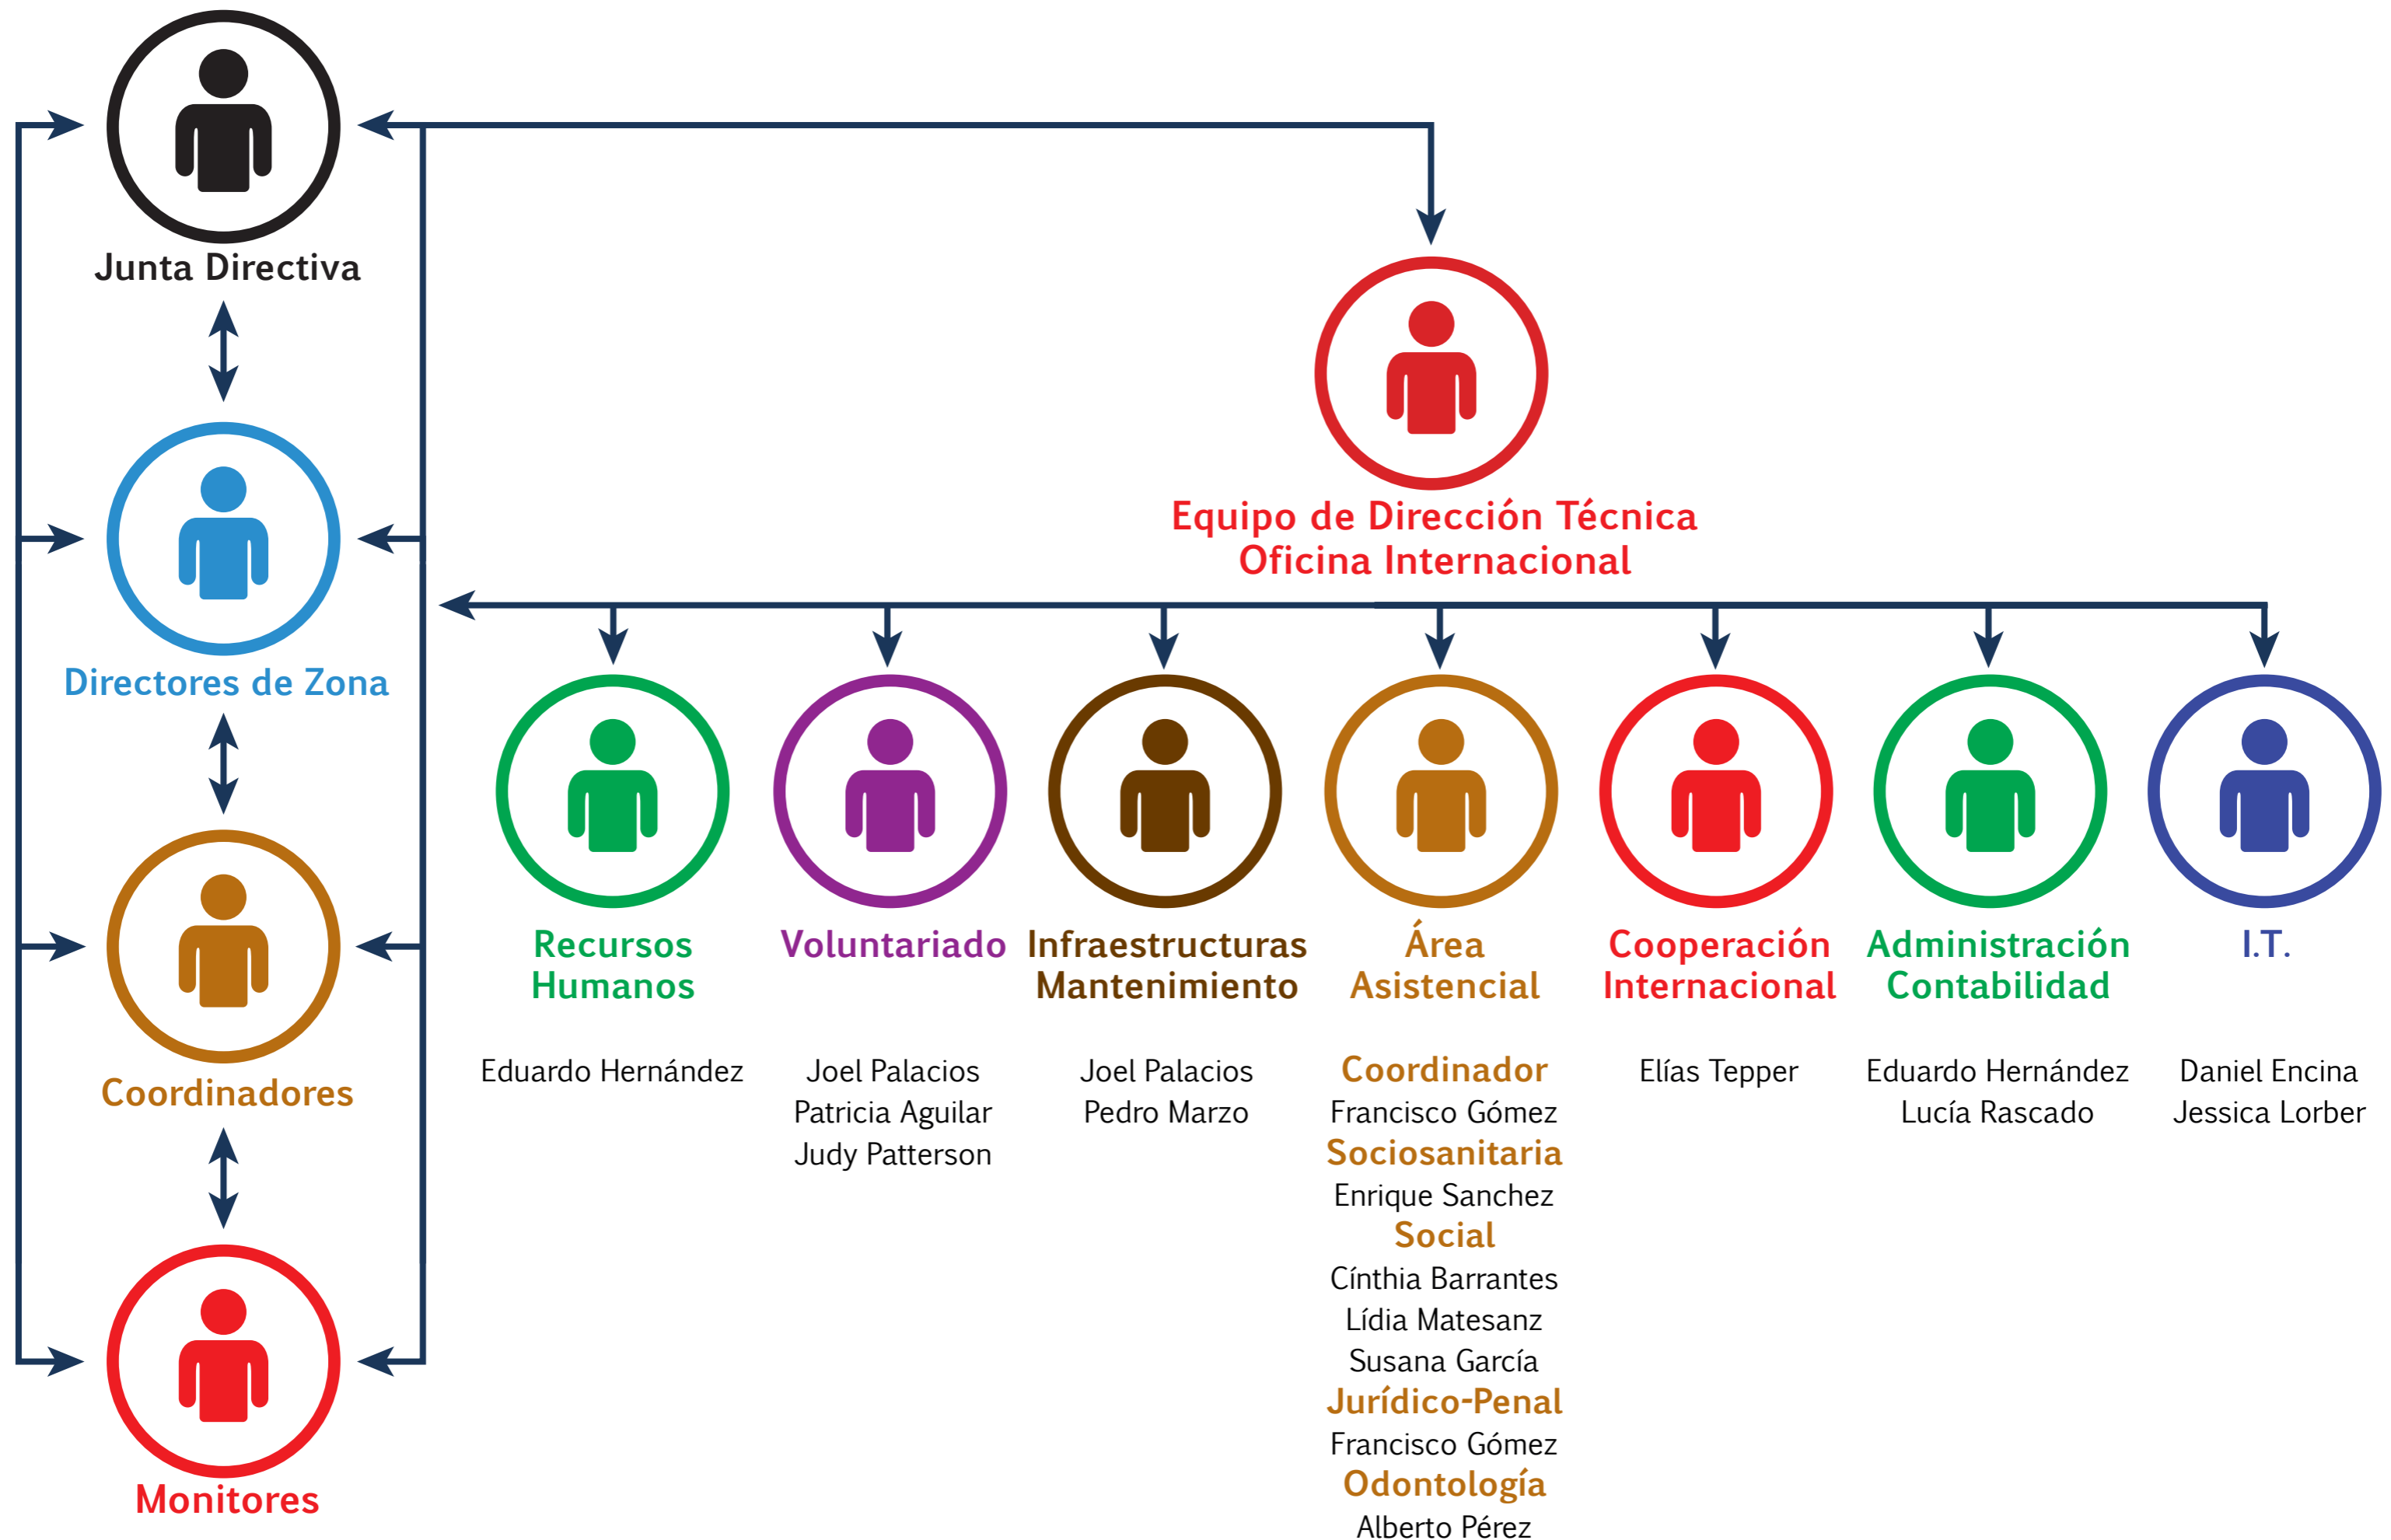 Junta Directiva
Directores de Zona
Coordinadores
Monitores
Equipo de Dirección Técnica
Oficina Internacional
Recursos
Humanos
Eduardo Hernández
Voluntariado
Joel Palacios
Patricia Aguilar
Judy Patterson
Infraestructuras
Mantenimiento
Joel Palacios
Pedro Marzo
Área
Asistencial
Coordinador
Francisco Gómez
Sociosanitaria
Enrique Sanchez
Social
Cínthia Barrantes
Lídia Matesanz
Susana García
Jurídico-Penal
Francisco Gómez
Odontología
Alberto Pérez
Cooperación
Internacional
Elías Tepper
Administración
Contabilidad
Eduardo Hernández
Lucía Rascado
I.T.
Daniel Encina
Jessica Lorber